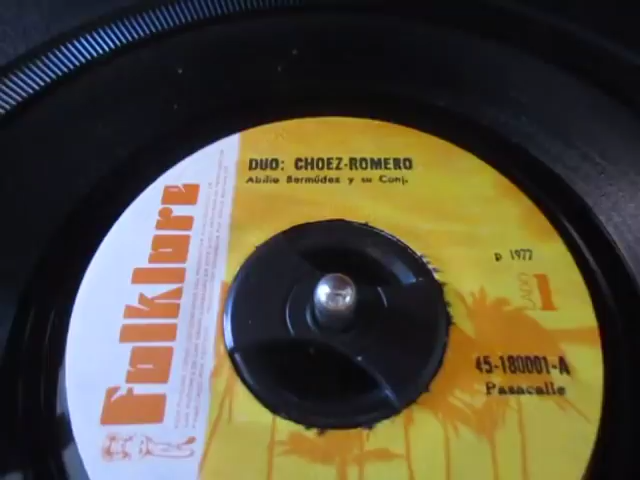 DUO: CHOEZ-ROMERO
Abilio Bermúdez y su Conj.
Folklore
P 1977
LADO 1
45-180001-A
Pasacalle